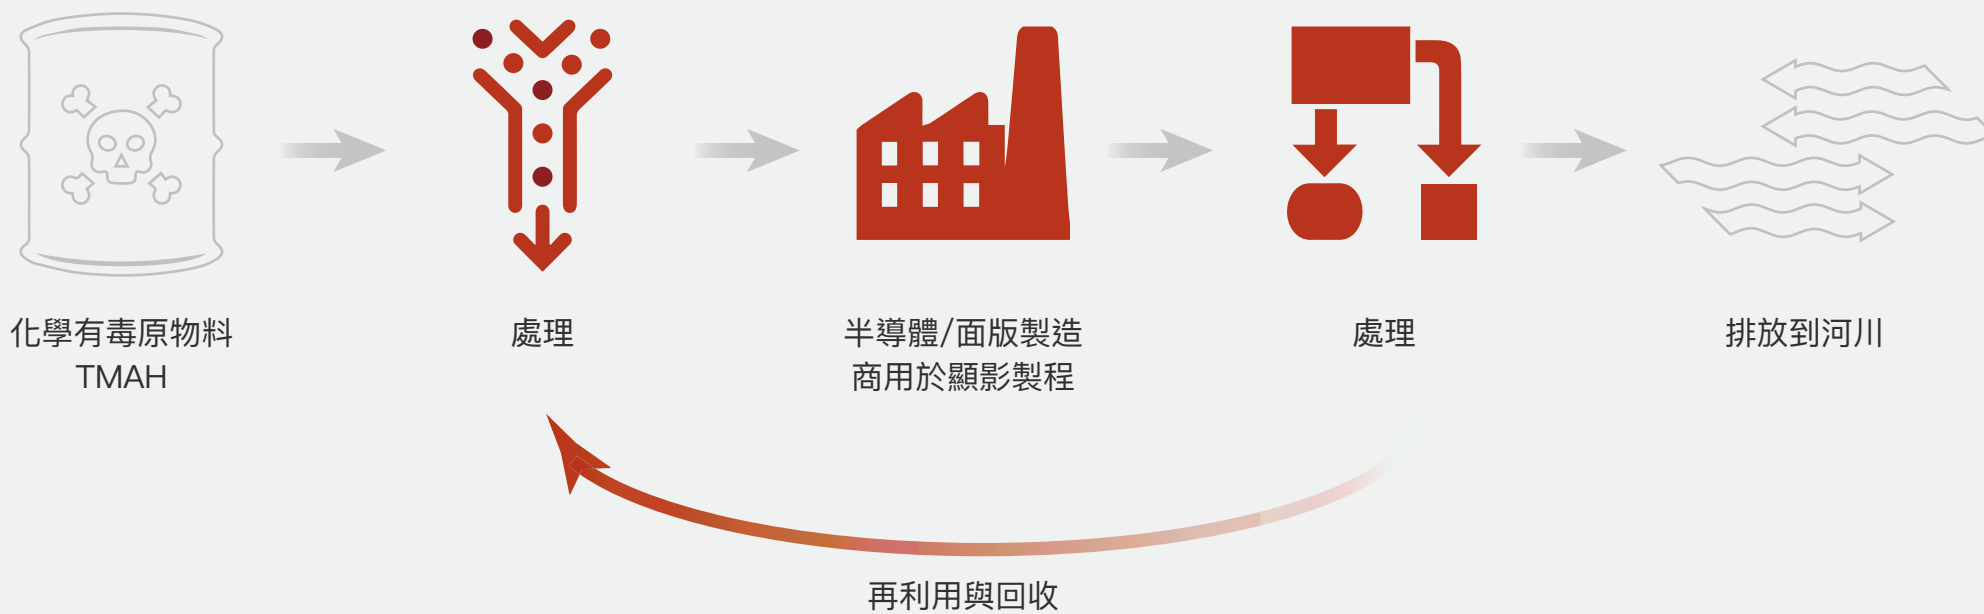 化學有毒原物料
TMAH
處理
半導體/面版製造
商用於顯影製程
處理
排放到河川
再利用與回收